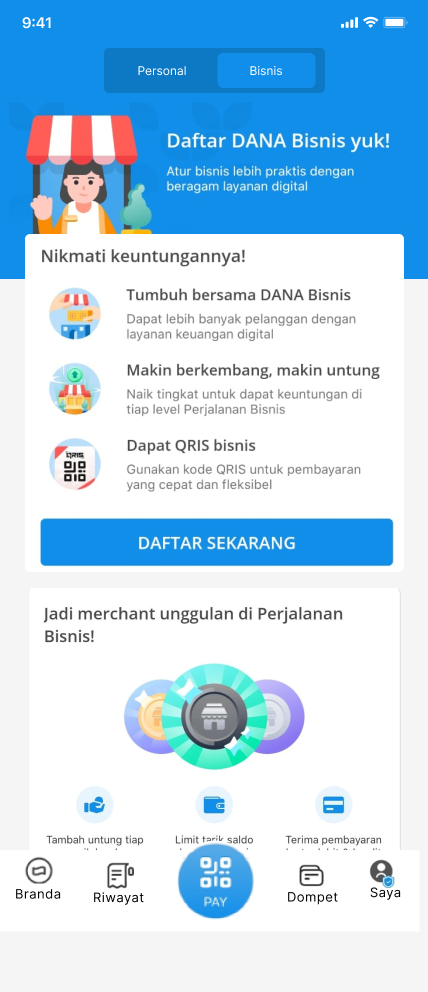 9:41
Personal
Bisnis
Daftar DANA Bisnis yuk!
Atur bisnis lebih praktis dengan
beragam layanan digital
Nikmati keuntungannya!
Tumbuh bersama DANA Bisnis
Dapat lebih banyak pelanggan dengan
layanan keuangan digital
Makin berkembang, makin untung
Naik tingkat untuk dapat keuntungan di
tiap level Perjalanan Bisnis
QRIS
Dapat QRIS bisnis
Gunakan kode QRIS untuk pembayaran
yang cepat dan fleksibel
DAFTAR SEKARANG
Jadi merchant unggulan di Perjalanan
Bisnis!
Tambah untung tiap
Limit tarik saldo
Terima pembayaran
Branda
Riwayat
PAY
Dompet
Saya